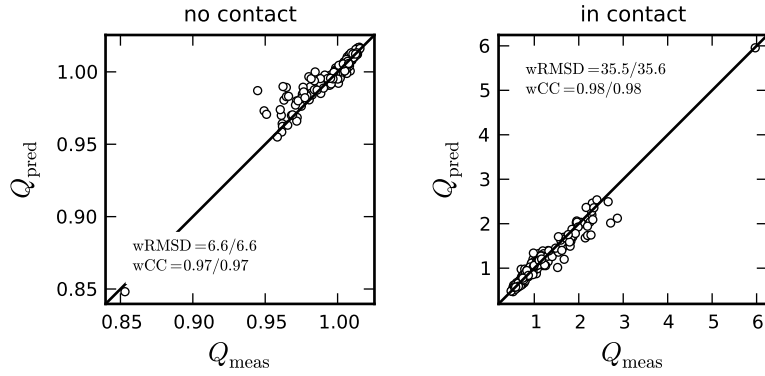 no contact
1.00
0.95
0.90
0.85
Q_pred
wRMSD=6.6/6.6
wCC=0.97/0.97
0.85 0.90 0.95 1.00
Q_meas
in contact
6
5
4
3
2
1
Q_pred
wRMSD=35.5/35.6
wCC=0.98/0.98
1 2 3 4 5 6
Q_meas